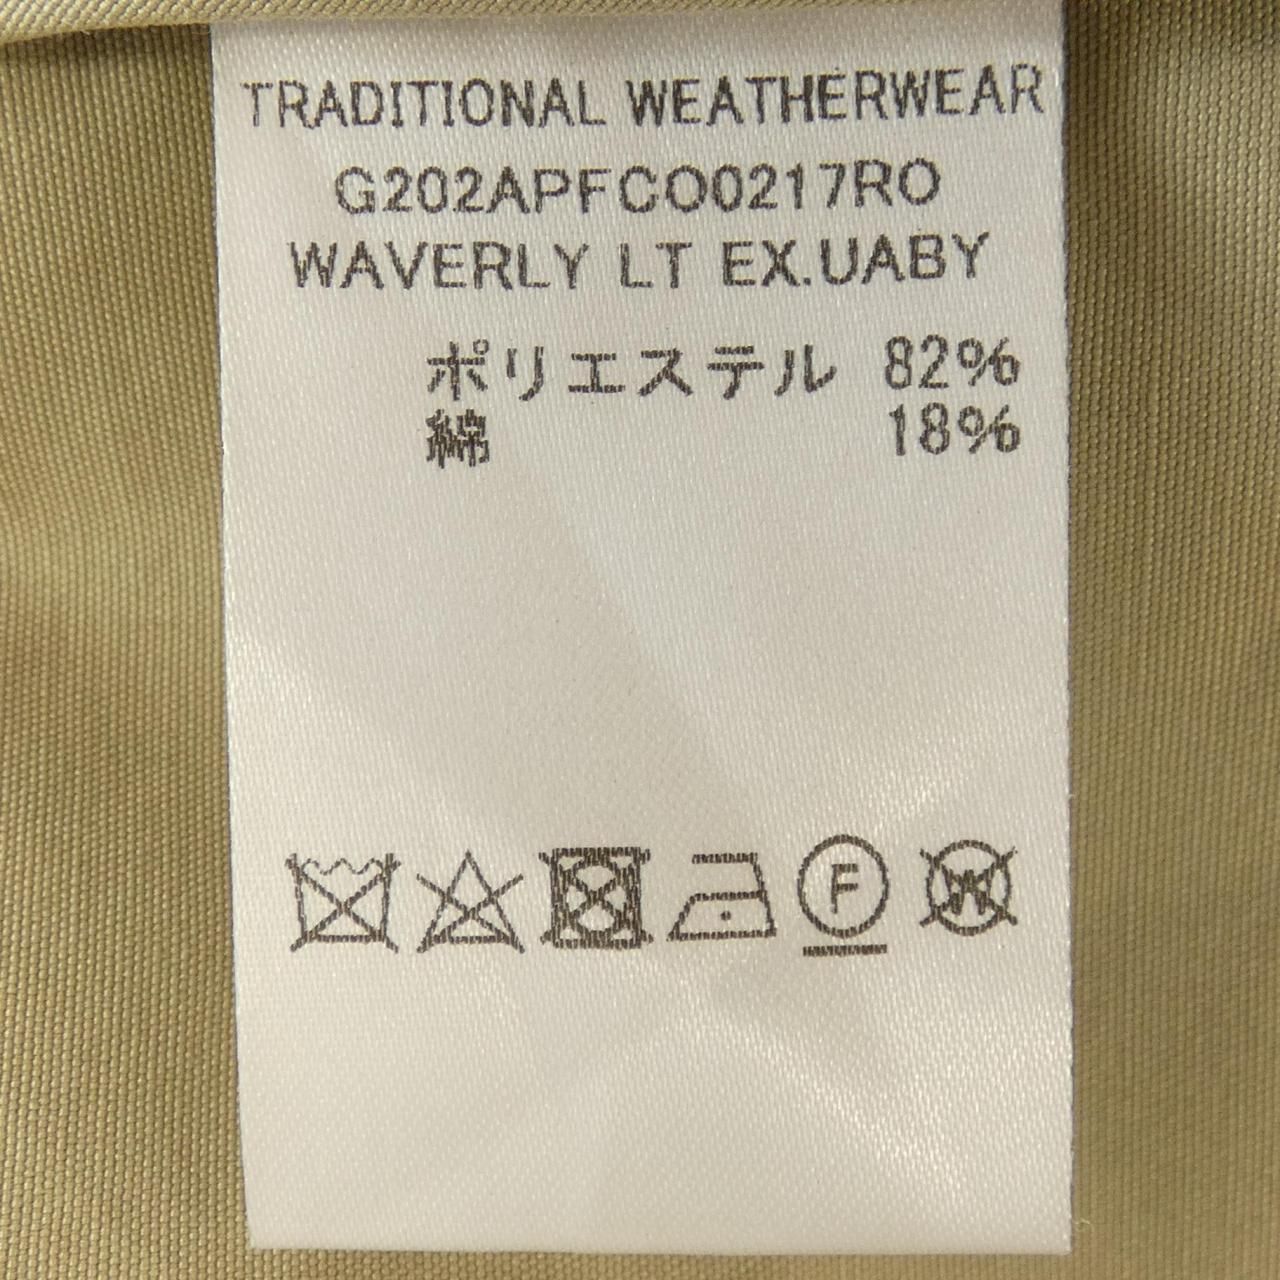 TRADITIONAL WEATHERWEAR
G202APFCO0217RO
WAVERLY LT EX.UABY
ポリエステル 82%
綿 18%
F
W